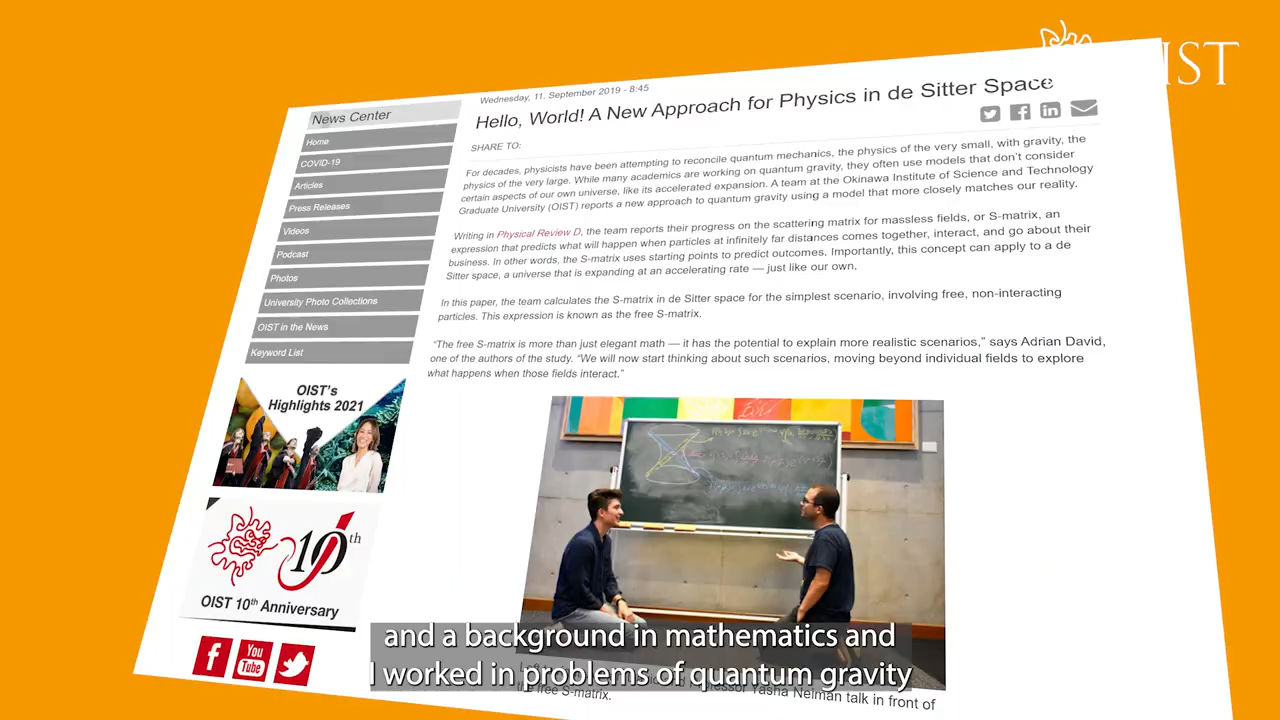 IST
Wednesday, 11. September 2019 - 8:45
Hello, World! A New Approach for Physics in de Sitter Space
SHARE TO:
News Center
Home
COVID-19
Articles
Press Releases
Videos
Podcast
Photos
University Photo Collections
OIST in the News
Keyword List
For decades, physicists have been attempting to reconcile quantum mechanics, the physics of the very small, with gravity, the
physics of the very large. While many academics are working on quantum gravity, they often use models that don't consider
certain aspects of our own universe, like its accelerated expansion. A team at the Okinawa Institute of Science and Technology
Graduate University (OIST) reports a new approach to quantum gravity using a model that more closely matches our reality.
Writing in Physical Review D, the team reports their progress on the scattering matrix for massless fields, or S-matrix, an
expression that predicts what will happen when particles at infinitely far distances comes together, interact, and go about their
business. In other words, the S-matrix uses starting points to predict outcomes. Importantly, this concept can apply to a de
Sitter space, a universe that is expanding at an accelerating rate — just like our own.
In this paper, the team calculates the S-matrix in de Sitter space for the simplest scenario, involving free, non-interacting
particles. This expression is known as the free S-matrix.
“The free S-matrix is more than just elegant math — it has the potential to explain more realistic scenarios,” says Adrian David,
one of the authors of the study. “We will now start thinking about such scenarios, moving beyond individual fields to explore
what happens when those fields interact.”
OIST's
Highlights 2021
10th
OIST 10th Anniversary
You
Tube
and a background in mathematics and
I worked in problems of quantum gravity
Yasha Neiman talk in front of
free S-matrix.